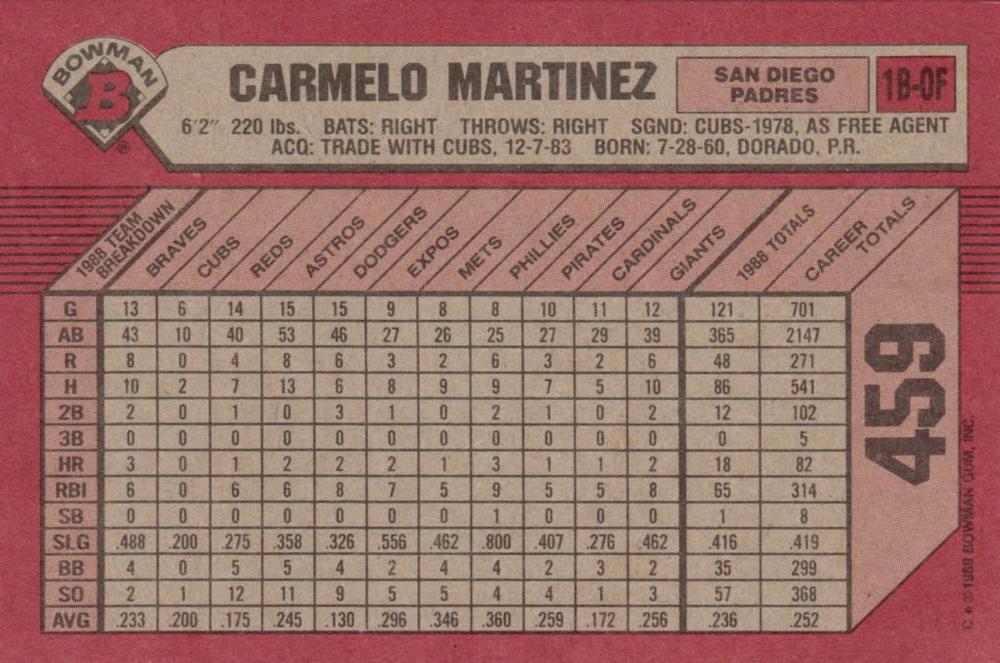 BOWMAN
B
®
CARMELO MARTINEZ
SAN DIEGO
PADRES
1B-OF
6'2" 220 lbs. BATS: RIGHT THROWS: RIGHT SGND: CUBS-1978, AS FREE AGENT
ACQ: TRADE WITH CUBS, 12-7-83 BORN: 7-28-60, DORADO, P.R.
1988 TEAM
BREAKDOWN
BRAVES
CUBS
REDS
ASTROS
DODGERS
EXPOS
METS
PHILLIES
PIRATES
CARDINALS
GIANTS
1988 TOTALS
CAREER
TOTALS
G 13 6 14 15 15 9 8 8 10 11 12 121 701
AB 43 10 40 53 46 27 26 25 27 29 39 365 2147
R 8 0 4 8 6 3 2 6 3 2 6 48 271
H 10 2 7 13 6 8 9 9 7 5 10 86 541
2B 2 0 1 0 3 1 0 2 1 0 2 12 102
3B 0 0 0 0 0 0 0 0 0 0 0 0 5
HR 3 0 1 2 2 2 1 3 1 1 2 18 82
RBI 6 0 6 6 8 7 5 9 5 5 8 65 314
SB 0 0 0 0 0 0 0 1 0 0 0 1 8
SLG .488 .200 .275 .358 .326 .556 .462 .800 .407 .276 .462 .416 .419
BB 4 0 5 5 4 2 4 4 2 3 2 35 299
SO 2 1 12 11 9 5 5 4 4 1 3 57 368
AVG .233 .200 .175 .245 .130 .296 .346 .360 .259 .172 .256 .236 .252
459
C * © 1989 BOWMAN GUM, INC.